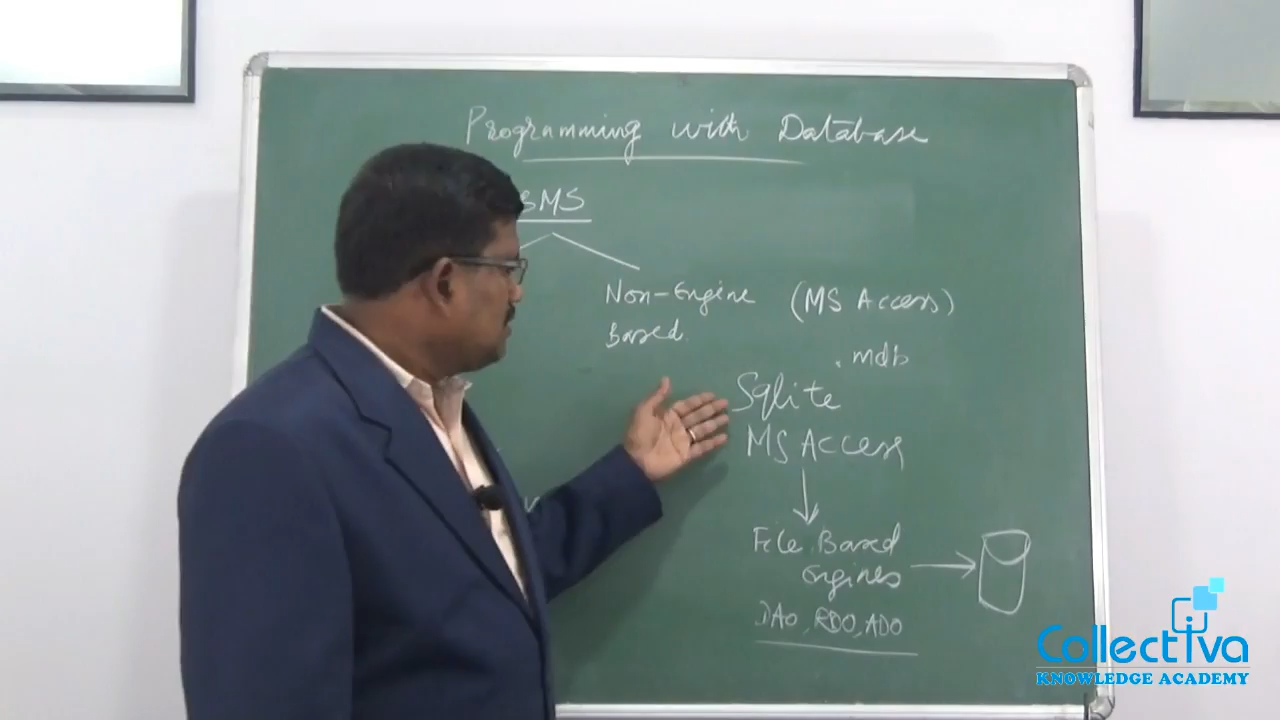 Programming with Database
BMS
Non-Engine (MS Access)
Based.
.mdb
Sqlite
MS Access
File Based
Engines
DAO, RDO, ADO
Collectiva
KNOWLEDGE ACADEMY